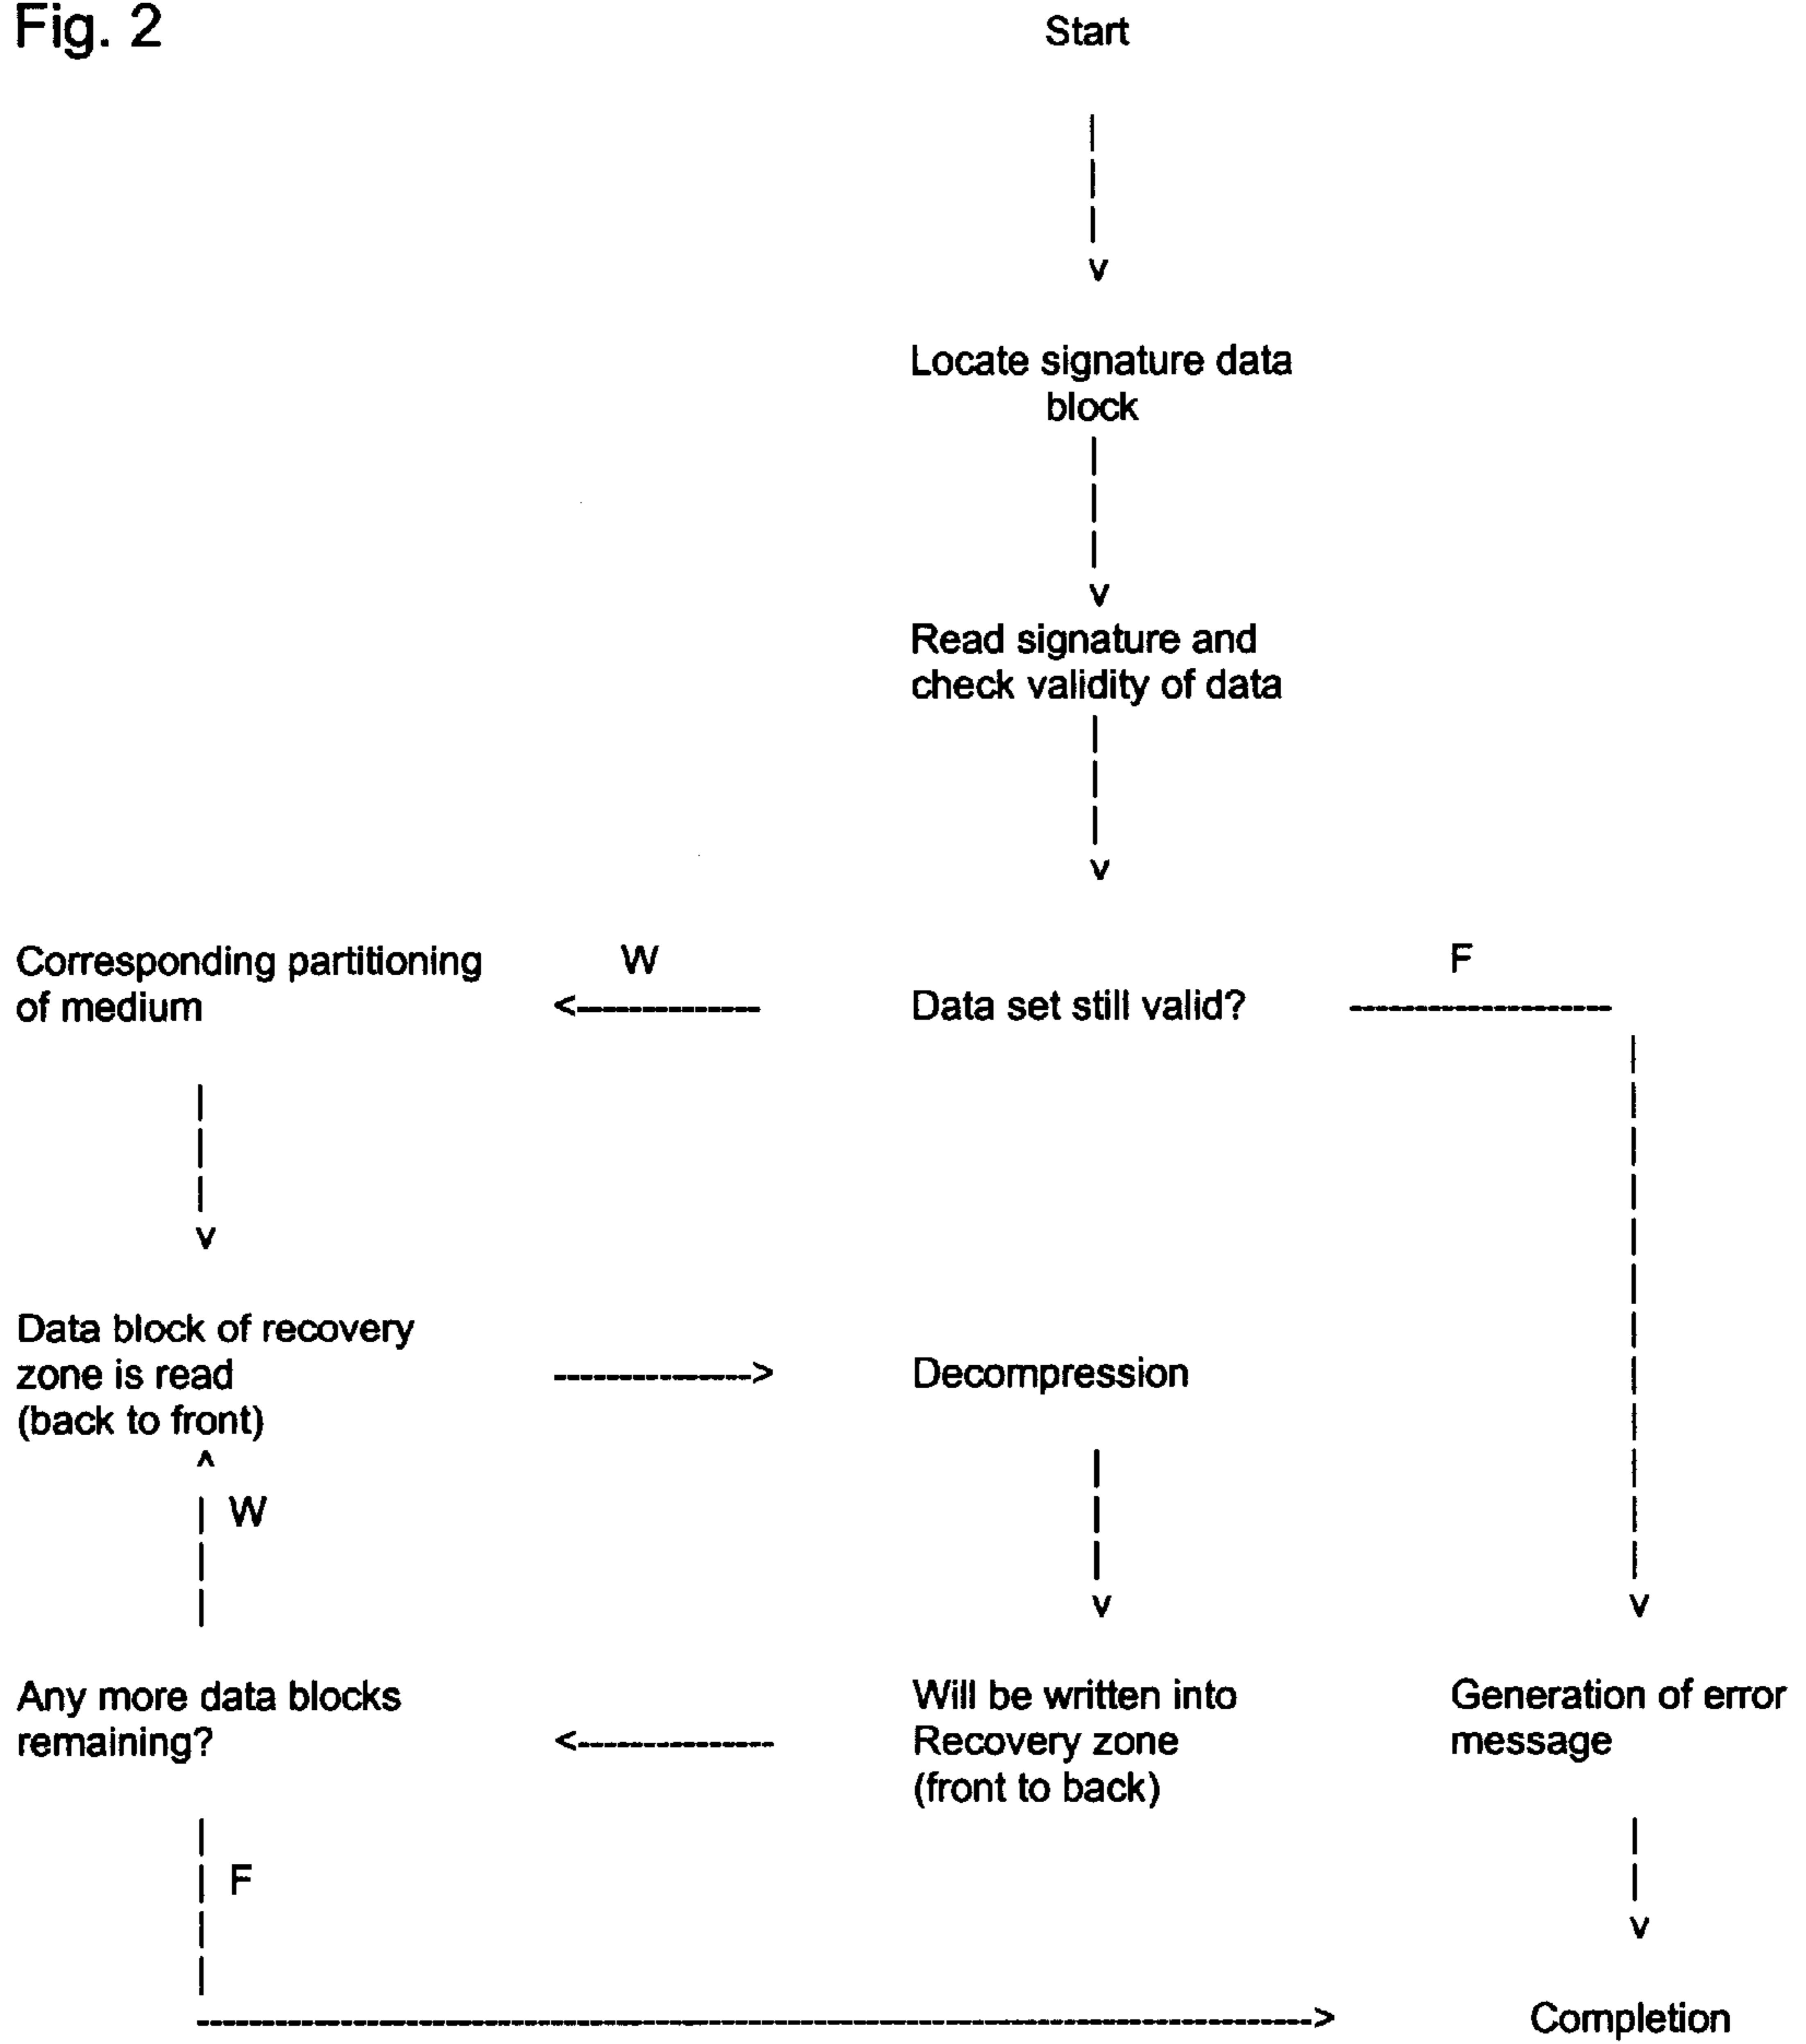 Fig. 2
Start
Locate signature data
block
Read signature and
check validity of data
Corresponding partitioning
of medium
W
Data set still valid?
F
Data block of recovery
zone is read
(back to front)
Decompression
W
Any more data blocks
remaining?
Will be written into
Recovery zone
(front to back)
Generation of error
message
F
Completion